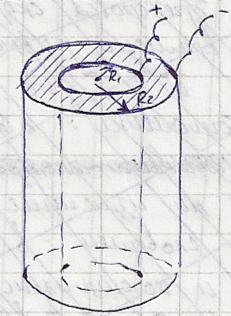 + -
R₁
R₂